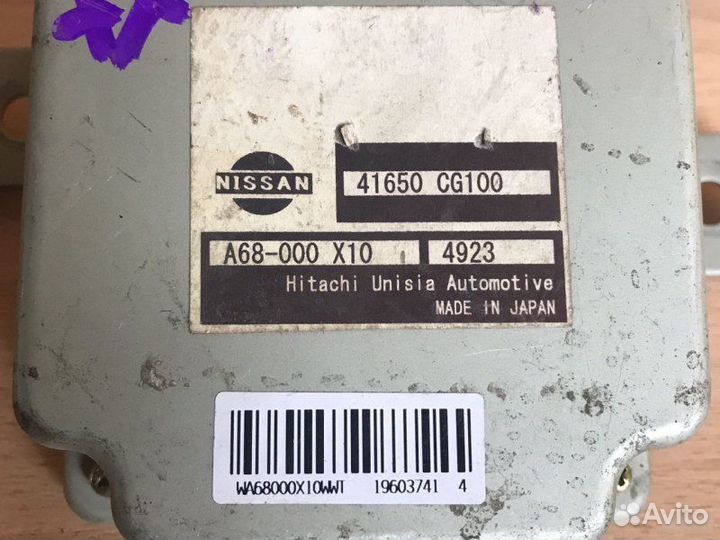 NISSAN
41650 CG100
A68-000 X10 4923
Hitachi Unisia Automotive
MADE IN JAPAN
WA68000X10WWT 19603741 4
Avito